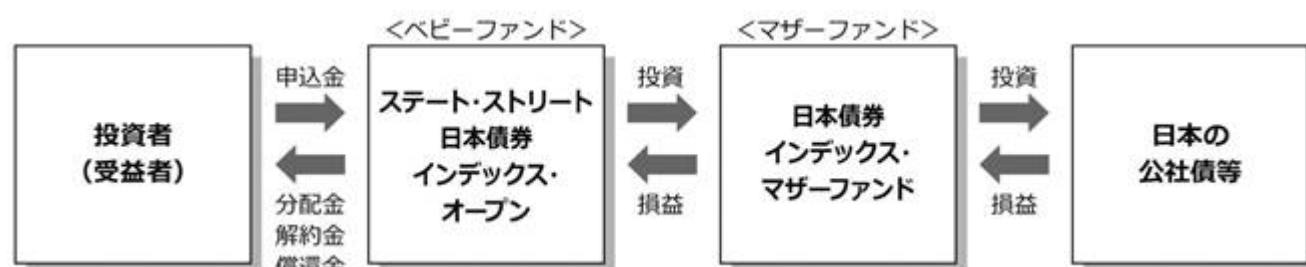 <ベビーファンド>
<マザーファンド>
投資者
(受益者)
申込金
分配金
解約金
償還金
ステート・ストリート
日本債券
インデックス・
オープン
投資
損益
日本債券
インデックス・
マザーファンド
投資
損益
日本の
公社債等